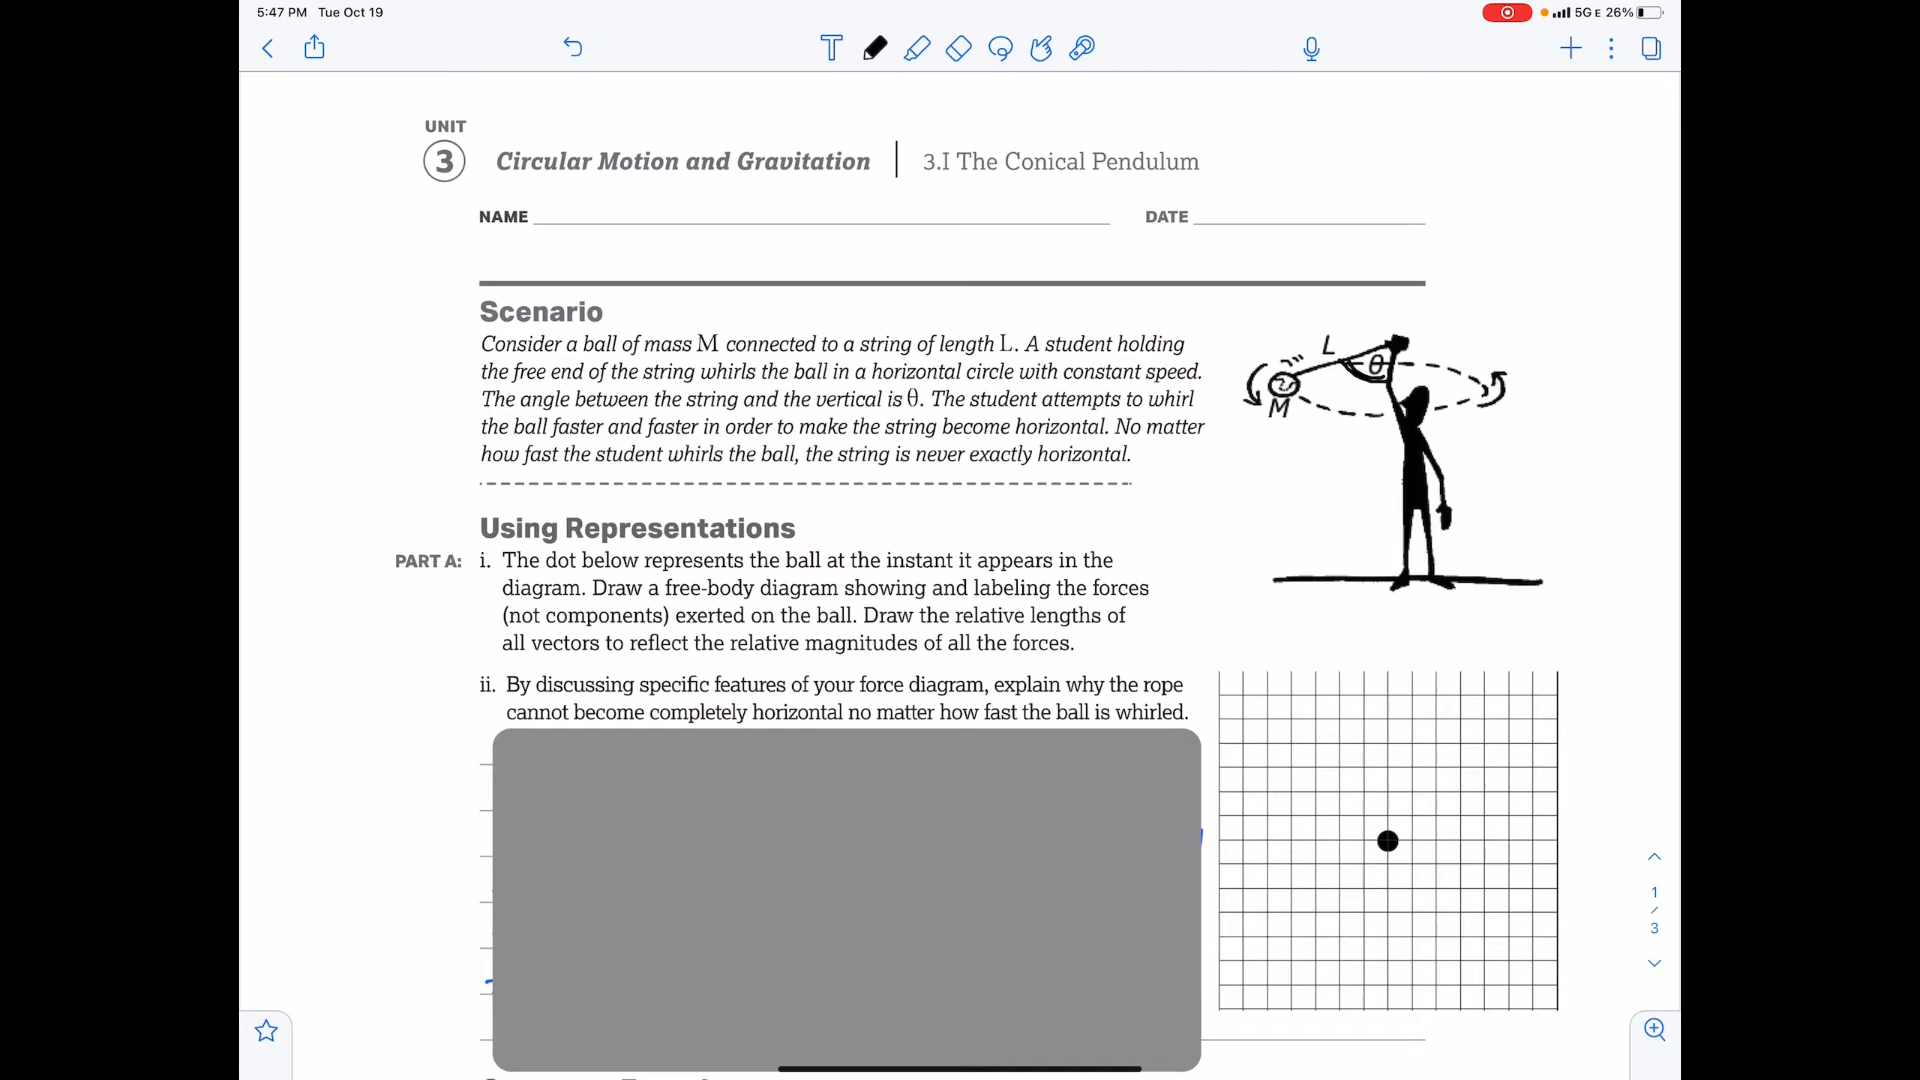 5:47 PM Tue Oct 19
5G E 26%
UNIT
3 Circular Motion and Gravitation 3.I The Conical Pendulum
NAME DATE
Scenario
Consider a ball of mass M connected to a string of length L. A student holding
the free end of the string whirls the ball in a horizontal circle with constant speed.
The angle between the string and the vertical is θ. The student attempts to whirl
the ball faster and faster in order to make the string become horizontal. No matter
how fast the student whirls the ball, the string is never exactly horizontal.
L
θ
M
Using Representations
PART A: i. The dot below represents the ball at the instant it appears in the
diagram. Draw a free-body diagram showing and labeling the forces
(not components) exerted on the ball. Draw the relative lengths of
all vectors to reflect the relative magnitudes of all the forces.
ii. By discussing specific features of your force diagram, explain why the rope
cannot become completely horizontal no matter how fast the ball is whirled.
1
/
3